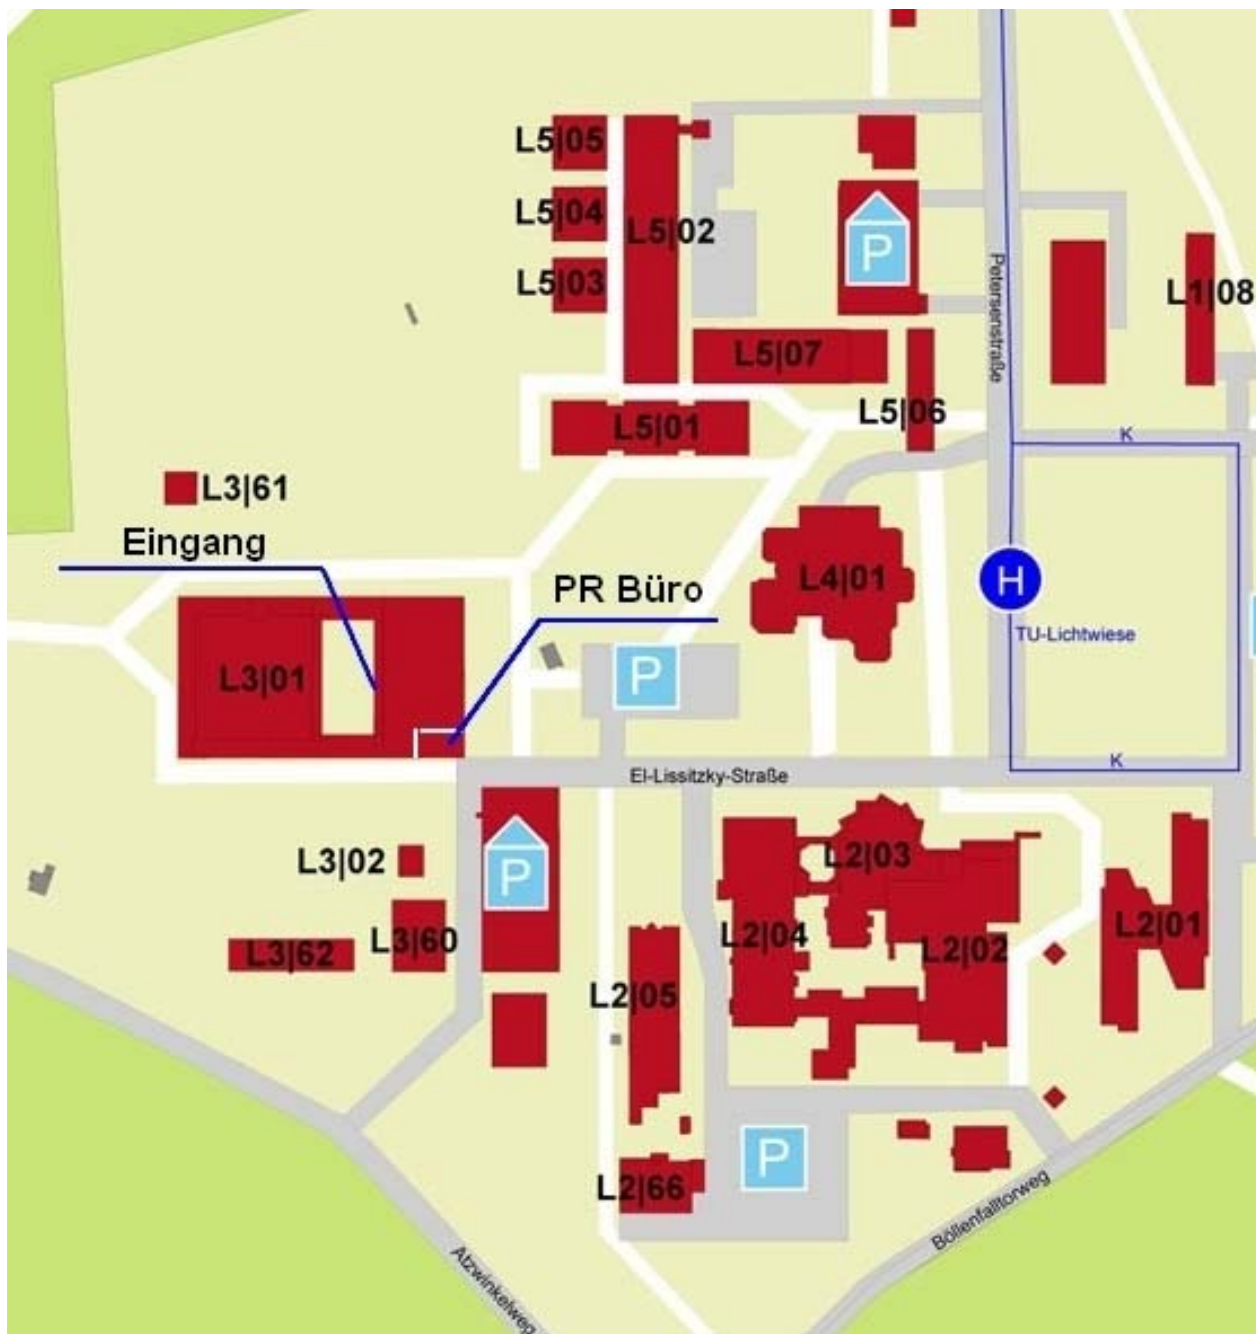 L5|05
L5|04
L5|02
P
L5|03
Petersenstraße
L1|08
L5|07
L5|06
L5|01
K
L3|61
Eingang
PR Büro
L4|01
H
TU-Lichtwiese
L3|01
P
K
El-Lissitzky-Straße
L3|02
P
L2|03
L3|60
L3|62
L2|04
L2|02
L2|01
L2|05
P
L2|66
Böllenfalltorweg
Atzwinkelweg